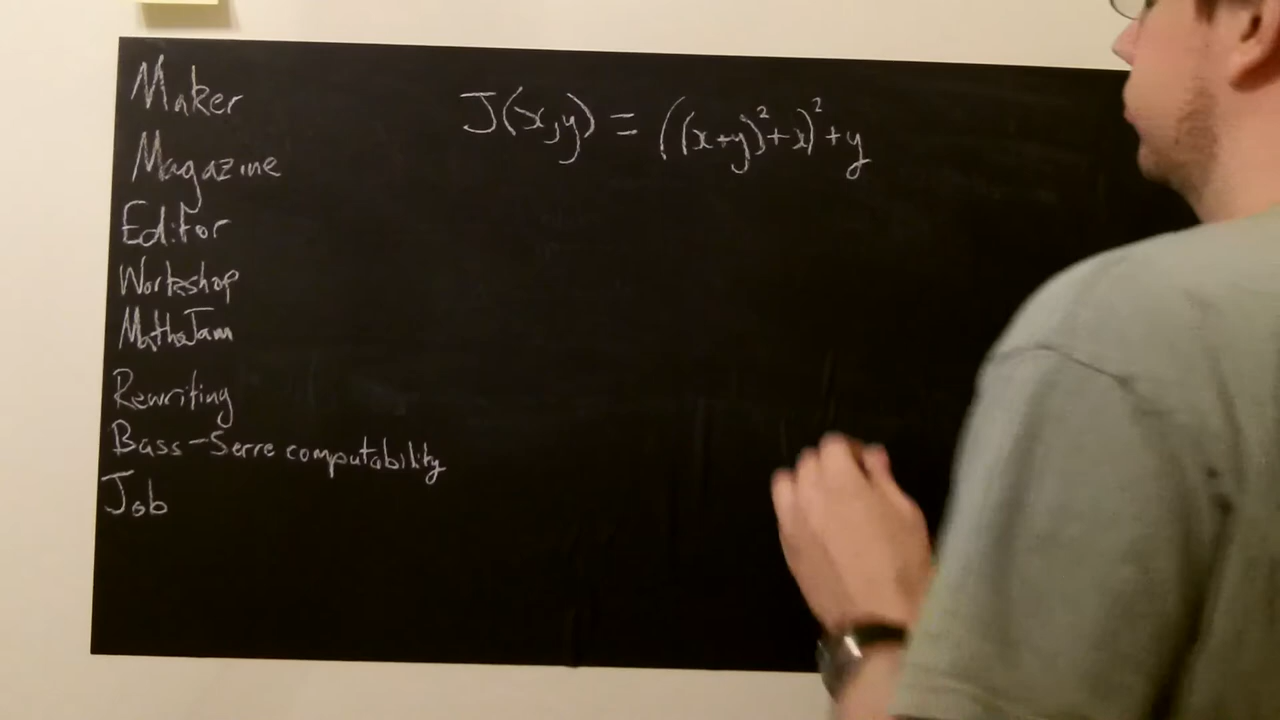 Maker
J(x,y) = ((x+y)²+x)²+y
Magazine
Editor
Workshop
MathsJam
Rewriting
Bass-Serre computability
Job